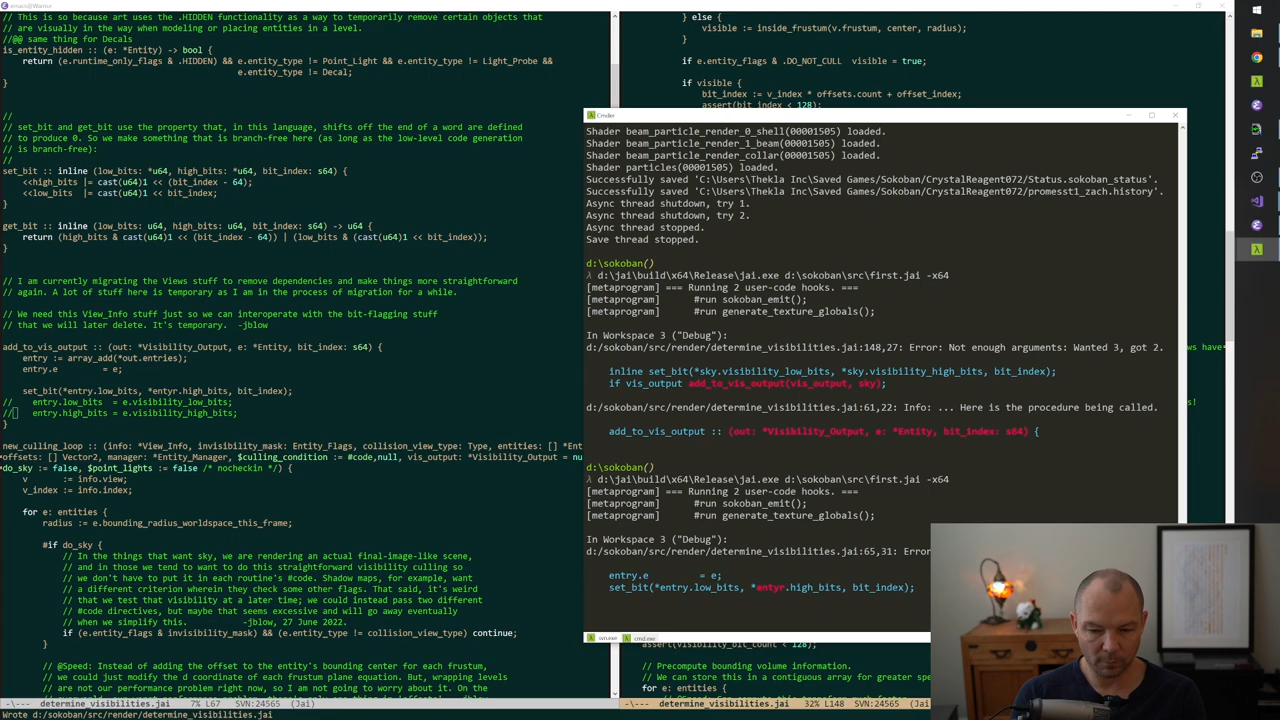 emacs@Warrior
// This is so because art uses the .HIDDEN functionality as a way to temporarily remove certain objects that
// are visually in the way when modeling or placing entities in a level.
//@@ same thing for Decals
is_entity_hidden :: (e: *Entity) -> bool {
return (e.runtime_only_flags & .HIDDEN) && e.entity_type != Point_Light && e.entity_type != Light_Probe &&
e.entity_type != Decal;
}
//
// set_bit and get_bit use the property that, in this language, shifts off the end of a word are defined
// to produce 0. So we make something that is branch-free here (as long as the low-level code generation
// is branch-free):
//
set_bit :: inline (low_bits: *u64, high_bits: *u64, bit_index: s64) {
<<high_bits |= cast(u64)1 << (bit_index - 64);
<<low_bits  |= cast(u64)1 << bit_index;
}
get_bit :: inline (low_bits: u64, high_bits: u64, bit_index: s64) -> u64 {
return (high_bits & cast(u64)1 << (bit_index - 64)) | (low_bits & (cast(u64)1 << bit_index));
}
// I am currently migrating the Views stuff to remove dependencies and make things more straightforward
// again. A lot of stuff here is temporary as I am in the process of migration for a while.
// We need this View_Info stuff just so we can interoperate with the bit-flagging stuff
// that we will later delete. It's temporary. -jblow
add_to_vis_output :: (out: *Visibility_Output, e: *Entity, bit_index: s64) {
entry := array_add(*out.entries);
entry.e         = e;
set_bit(*entry.low_bits, *entyr.high_bits, bit_index);
//    entry.low_bits  = e.visibility_low_bits;
//    entry.high_bits = e.visibility_high_bits;
}
new_culling_loop :: (info: *View_Info, invisibility_mask: Entity_Flags, collision_view_type: Type, entities: [] *Ent
offsets: [] Vector2, manager: *Entity_Manager, $culling_condition := #code,null, vis_output: *Visibility_Output = nu
do_sky := false, $point_lights := false /* nocheckin */) {
v       := info.view;
v_index := info.index;
for e: entities {
radius := e.bounding_radius_worldspace_this_frame;
#if do_sky {
// In the things that want sky, we are rendering an actual final-image-like scene,
// and in those we tend to want to do this straightforward visibility culling so
// we don't have to put it in each routine's #code. Shadow maps, for example, want
// a different criterion wherein they check some other flags. That said, it's weird
// that we test that visibility at a later time; we could instead pass two different
// #code directives, but maybe that seems excessive and will go away eventually
// when we simplify this.      -jblow, 27 June 2022.
if (e.entity_flags & invisibility_mask) && (e.entity_type != collision_view_type) continue;
}
// @Speed: Instead of adding the offset to the entity's bounding center for each frustum,
// we could just modify the d coordinate of each frustum plane equation. But, wrapping levels
// are not our performance problem right now, so I am not going to worry about it. On the
-\--- determine_visibilities.jai   7% L67   SVN:24565  (Jai)
Wrote d:/sokoban/src/render/determine_visibilities.jai
} else {
visible := inside_frustum(v.frustum, center, radius);
}
if e.entity_flags & .DO_NOT_CULL  visible = true;
if visible {
bit_index := v_index * offsets.count + offset_index;
assert(bit_index < 128);
Cmder
Shader beam_particle_render_0_shell(00001505) loaded.
Shader beam_particle_render_1_beam(00001505) loaded.
Shader beam_particle_render_collar(00001505) loaded.
Shader particles(00001505) loaded.
Successfully saved 'C:\Users\Thekla Inc\Saved Games/Sokoban/CrystalReagent072/Status.sokoban_status'.
Successfully saved 'C:\Users\Thekla Inc\Saved Games/Sokoban/CrystalReagent072/promesst1_zach.history'.
Async thread shutdown, try 1.
Async thread shutdown, try 2.
Async thread stopped.
Save thread stopped.
d:\sokoban()
λ d:\jai\build\x64\Release\jai.exe d:\sokoban\src\first.jai -x64
[metaprogram] === Running 2 user-code hooks. ===
[metaprogram]     #run sokoban_emit();
[metaprogram]     #run generate_texture_globals();
In Workspace 3 ("Debug"):
d:/sokoban/src/render/determine_visibilities.jai:148,27: Error: Not enough arguments: Wanted 3, got 2.
inline set_bit(*sky.visibility_low_bits, *sky.visibility_high_bits, bit_index);
if vis_output add_to_vis_output(vis_output, sky);
d:/sokoban/src/render/determine_visibilities.jai:61,22: Info: ... Here is the procedure being called.
add_to_vis_output :: (out: *Visibility_Output, e: *Entity, bit_index: s64) {
d:\sokoban()
λ d:\jai\build\x64\Release\jai.exe d:\sokoban\src\first.jai -x64
[metaprogram] === Running 2 user-code hooks. ===
[metaprogram]     #run sokoban_emit();
[metaprogram]     #run generate_texture_globals();
In Workspace 3 ("Debug"):
d:/sokoban/src/render/determine_visibilities.jai:65,31: Error
entry.e         = e;
set_bit(*entry.low_bits, *entyr.high_bits, bit_index);
svn.exe
cmd.exe
ws have
s!
assert(visibility_bit_count < 128);
// Precompute bounding volume information.
// We can store this in a contiguous array for greater spe
for e: entities {
-\--- determine_visibilities.jai   32% L148   SVN:24565  (Jai)